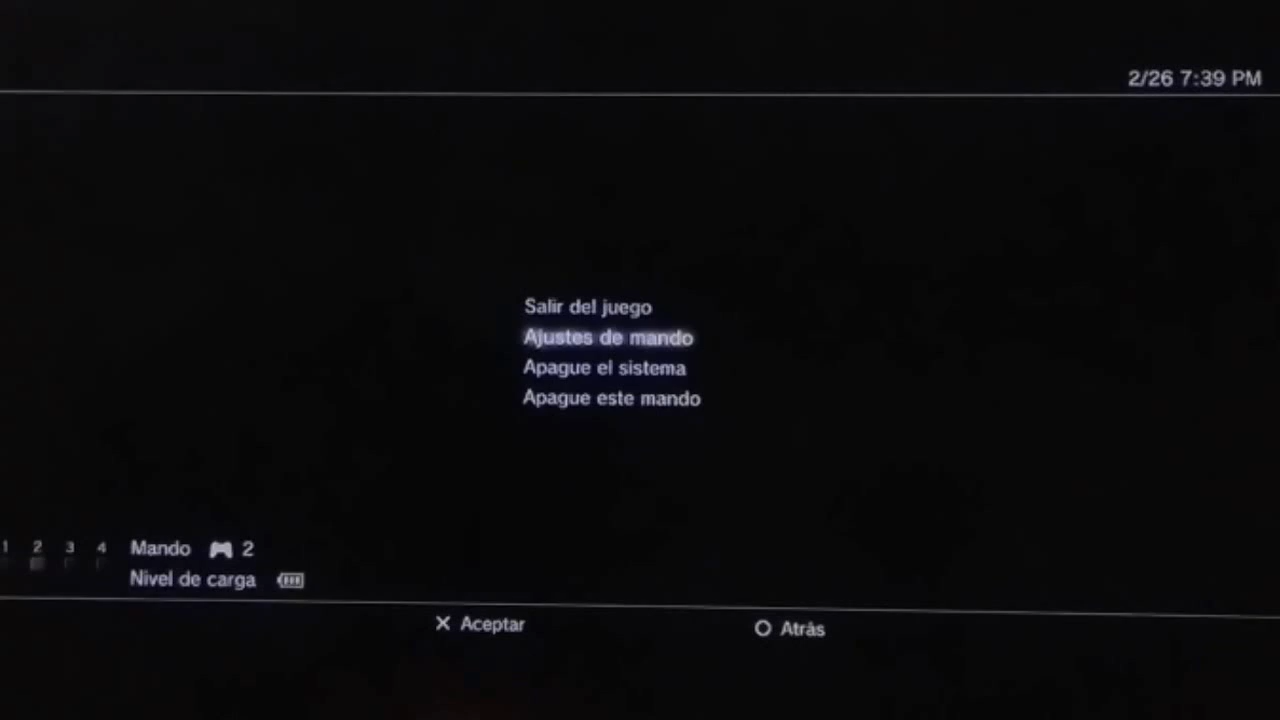 2/26 7:39 PM
Salir del juego
Ajustes de mando
Apague el sistema
Apague este mando
1 2 3 4 Mando 2
Nivel de carga
X Aceptar O Atrás